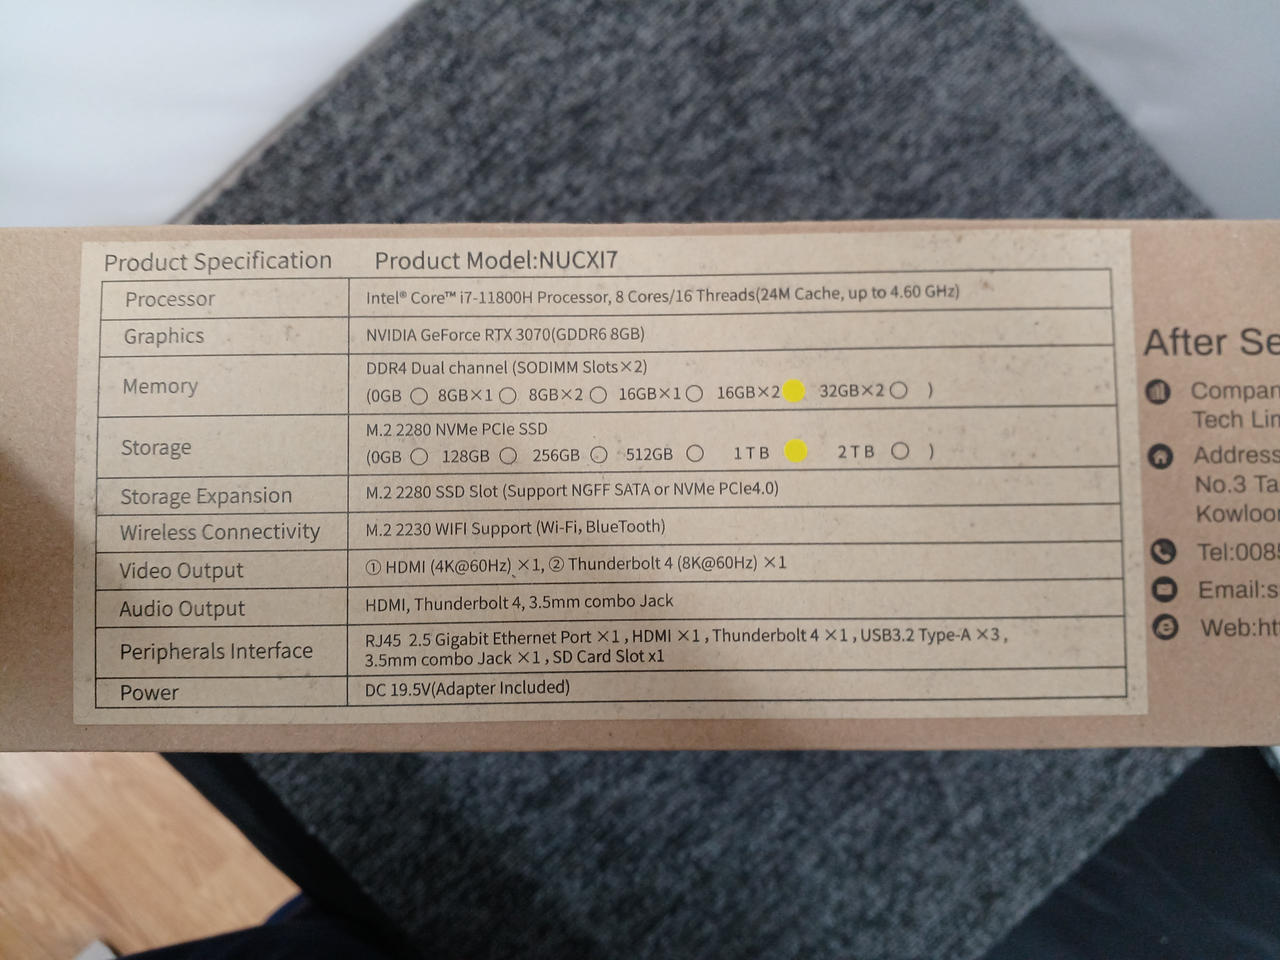 Product Specification Product Model:NUCXI7
Processor Intel® Core™ i7-11800H Processor, 8 Cores/16 Threads(24M Cache, up to 4.60 GHz)
Graphics NVIDIA GeForce RTX 3070(GDDR6 8GB)
Memory DDR4 Dual channel (SODIMM Slots×2)
(0GB ○ 8GB×1 ○ 8GB×2 ○ 16GB×1 ○ 16GB×2 ● 32GB×2 ○ )
Storage M.2 2280 NVMe PCIe SSD
(0GB ○ 128GB ○ 256GB ○ 512GB ○ 1TB ● 2TB ○ )
Storage Expansion M.2 2280 SSD Slot (Support NGFF SATA or NVMe PCIe4.0)
Wireless Connectivity M.2 2230 WIFI Support (Wi-Fi, BlueTooth)
Video Output ① HDMI (4K@60Hz) ×1, ② Thunderbolt 4 (8K@60Hz) ×1
Audio Output HDMI, Thunderbolt 4, 3.5mm combo Jack
Peripherals Interface RJ45 2.5 Gigabit Ethernet Port ×1 , HDMI ×1 , Thunderbolt 4 ×1 , USB3.2 Type-A ×3 ,
3.5mm combo Jack ×1 , SD Card Slot x1
Power DC 19.5V(Adapter Included)
After Se
Compan
Tech Lim
Address
No.3 Ta
Kowloon
Tel:0085
Email:s
Web:ht